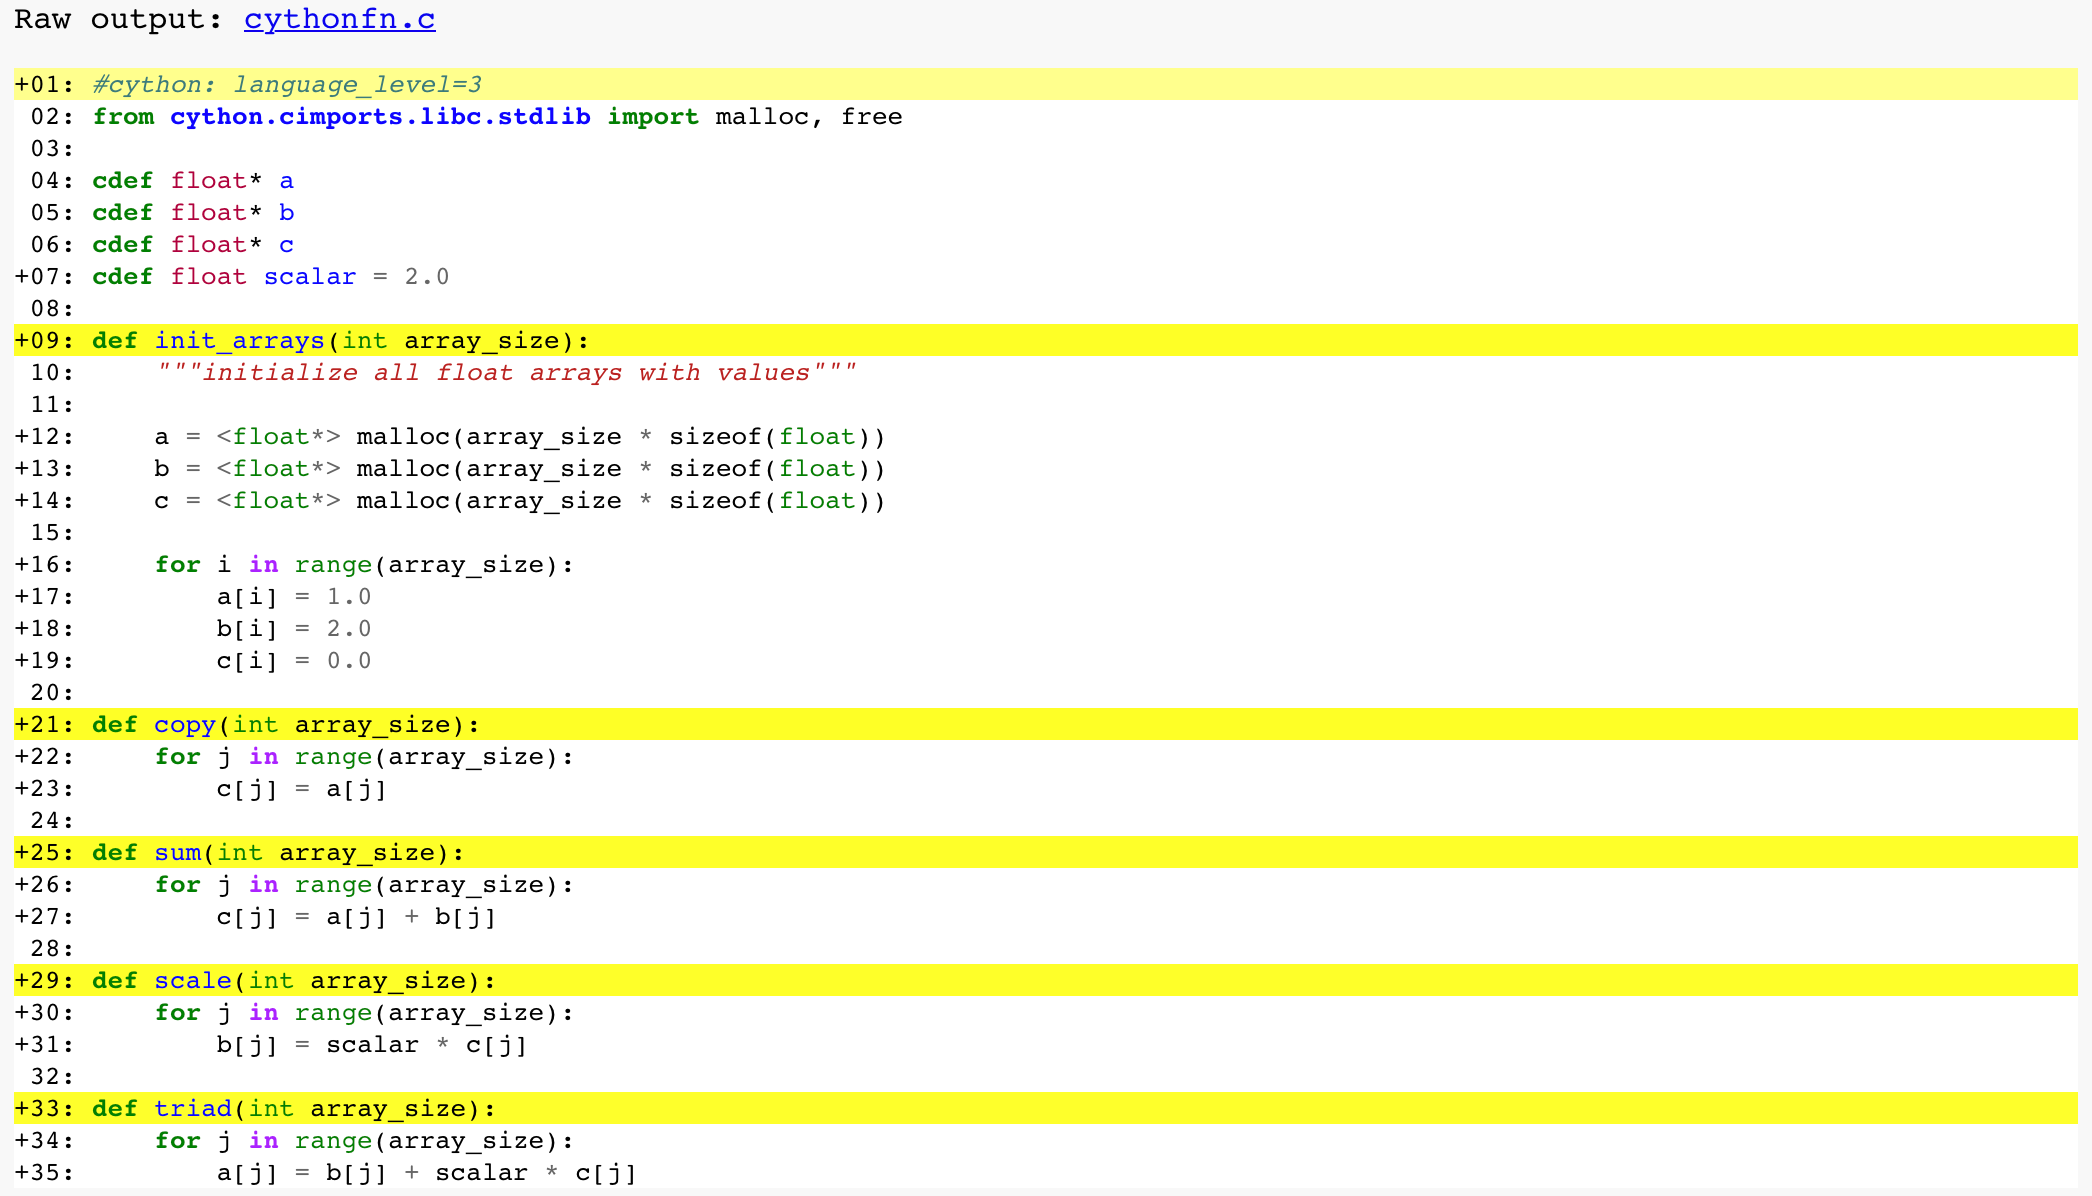 Raw output: cythonfn.c
+01: #cython: language_level=3
 02: from cython.cimports.libc.stdlib import malloc, free
 03:
 04: cdef float* a
 05: cdef float* b
 06: cdef float* c
+07: cdef float scalar = 2.0
 08:
+09: def init_arrays(int array_size):
 10:     """initialize all float arrays with values"""
 11:
+12:     a = <float*> malloc(array_size * sizeof(float))
+13:     b = <float*> malloc(array_size * sizeof(float))
+14:     c = <float*> malloc(array_size * sizeof(float))
 15:
+16:     for i in range(array_size):
+17:         a[i] = 1.0
+18:         b[i] = 2.0
+19:         c[i] = 0.0
 20:
+21: def copy(int array_size):
+22:     for j in range(array_size):
+23:         c[j] = a[j]
 24:
+25: def sum(int array_size):
+26:     for j in range(array_size):
+27:         c[j] = a[j] + b[j]
 28:
+29: def scale(int array_size):
+30:     for j in range(array_size):
+31:         b[j] = scalar * c[j]
 32:
+33: def triad(int array_size):
+34:     for j in range(array_size):
+35:         a[j] = b[j] + scalar * c[j]